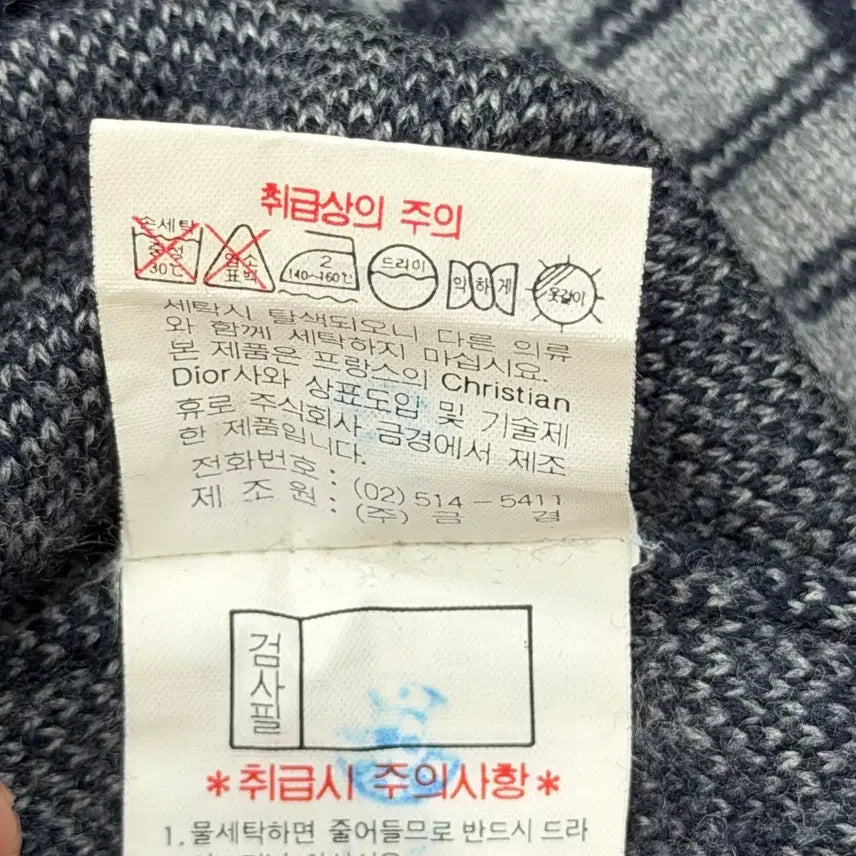 취급상의 주의
손세탁
중성
30℃
염소
표백
2
140~160℃
드라이
약하게
옷걸이
세탁시 탈색되오니 다른 의류
와 함께 세탁하지 마십시요.
본 제품은 프랑스의 Christian
Dior사와 상표도입 및 기술제
휴로 주식회사 금경에서 제조
한 제품입니다.
전화번호 : (02) 514-5411
제조원 : (주) 금경
검사필
*취급시 주의사항*
1. 물세탁하면 줄어들므로 반드시 드라